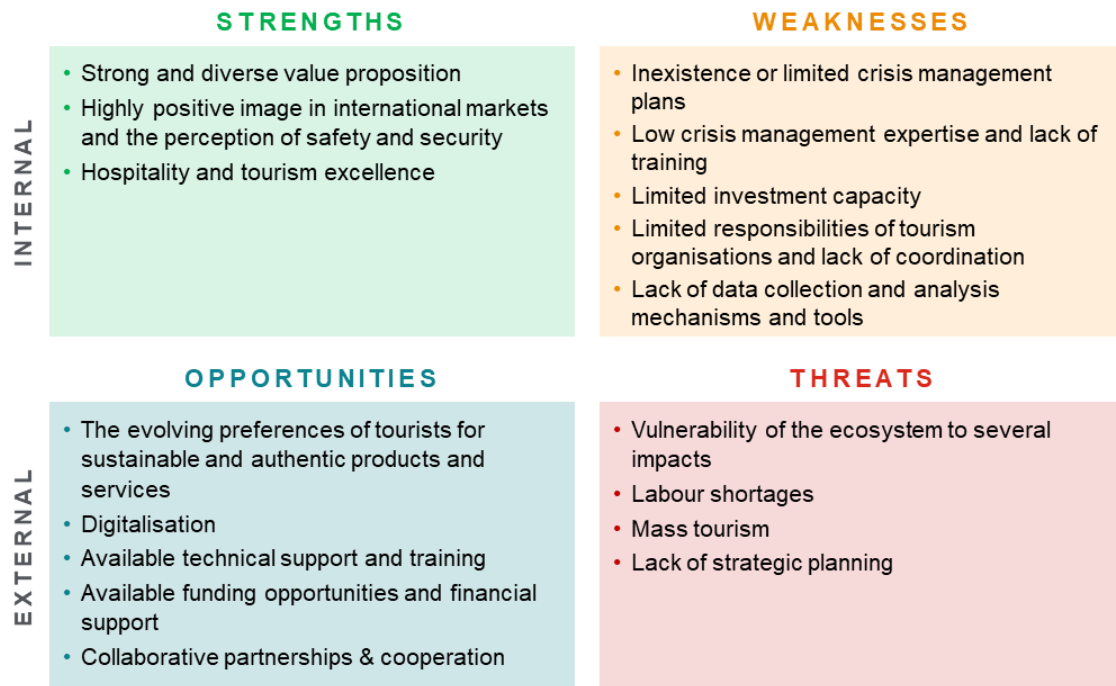 STRENGTHS
• Strong and diverse value proposition
• Highly positive image in international markets
and the perception of safety and security
• Hospitality and tourism excellence
WEAKNESSES
• Inexistence or limited crisis management
plans
• Low crisis management expertise and lack of
training
• Limited investment capacity
• Limited responsibilities of tourism
organisations and lack of coordination
• Lack of data collection and analysis
mechanisms and tools
INTERNAL
OPPORTUNITIES
• The evolving preferences of tourists for
sustainable and authentic products and
services
• Digitalisation
• Available technical support and training
• Available funding opportunities and financial
support
• Collaborative partnerships & cooperation
THREATS
• Vulnerability of the ecosystem to several
impacts
• Labour shortages
• Mass tourism
• Lack of strategic planning
EXTERNAL